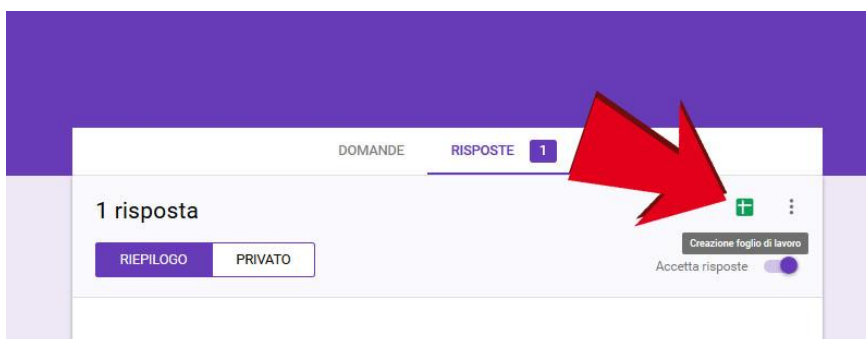 DOMANDE RISPOSTE 1
1 risposta
Creazione foglio di lavoro
RIEPILOGO PRIVATO
Accetta risposte